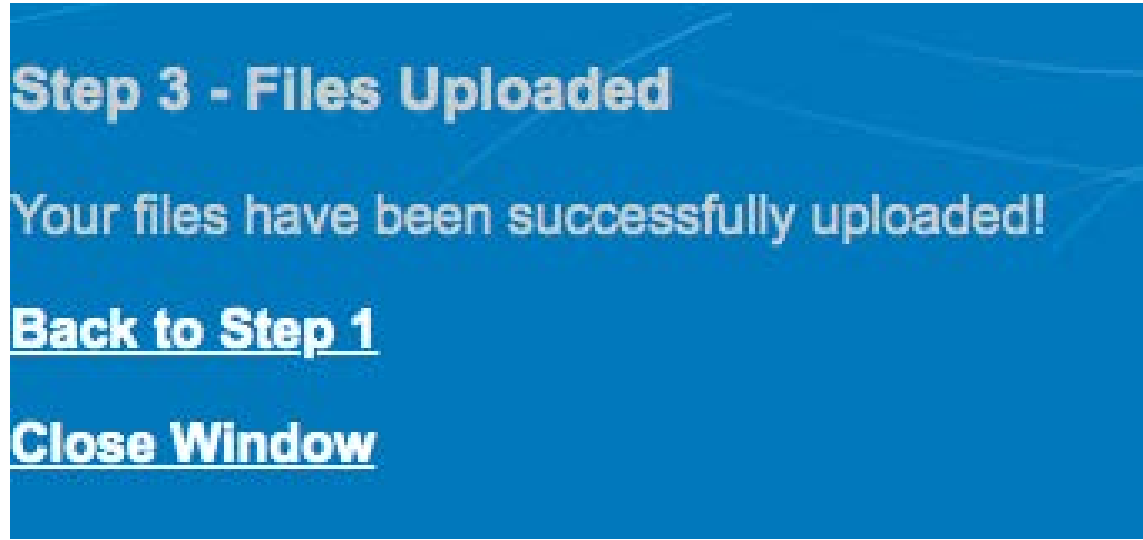 Step 3 - Files Uploaded
Your files have been successfully uploaded!
Back to Step 1
Close Window